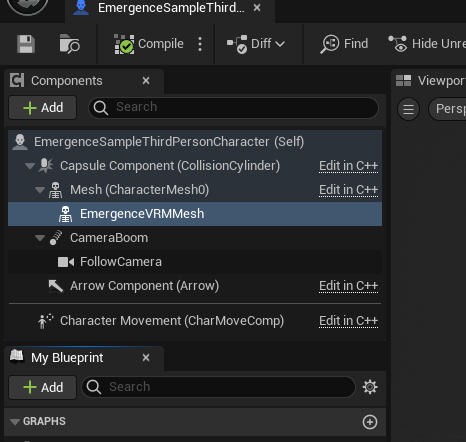 EmergenceSampleThird...
Compile
Diff
Find
Hide Unre
Components
Viewpor
Add
Search
Persp
EmergenceSampleThirdPersonCharacter (Self)
Capsule Component (CollisionCylinder) Edit in C++
Mesh (CharacterMesh0) Edit in C++
EmergenceVRMMesh
CameraBoom
FollowCamera
Arrow Component (Arrow) Edit in C++
Character Movement (CharMoveComp) Edit in C++
My Blueprint
Add
Search
GRAPHS